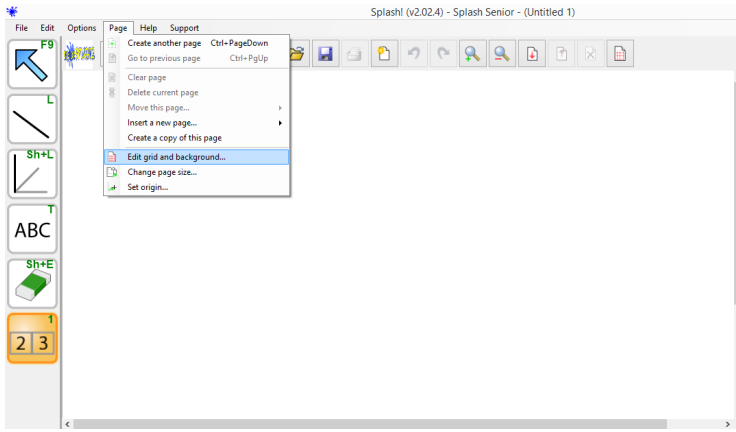 Splash! (v2.02.4) - Splash Senior - (Untitled 1)
File Edit Options Page Help Support
Create another page Ctrl+PageDown
Go to previous page Ctrl+PgUp
Clear page
Delete current page
Move this page...
Insert a new page...
Create a copy of this page
Edit grid and background...
Change page size...
Set origin...
F9
L
Sh+L
T
ABC
Sh+E
1
2 3